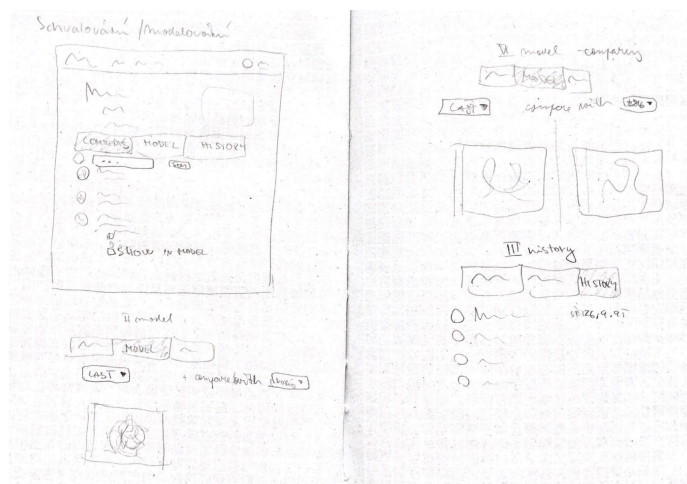 Schvalování / modelování
COMMENTS MODEL HISTORY
SHOW IN MODEL
II model
MODEL
LAST
+ compare with
II model - comparing
MODEL
LAST compare with
III history
HISTORY